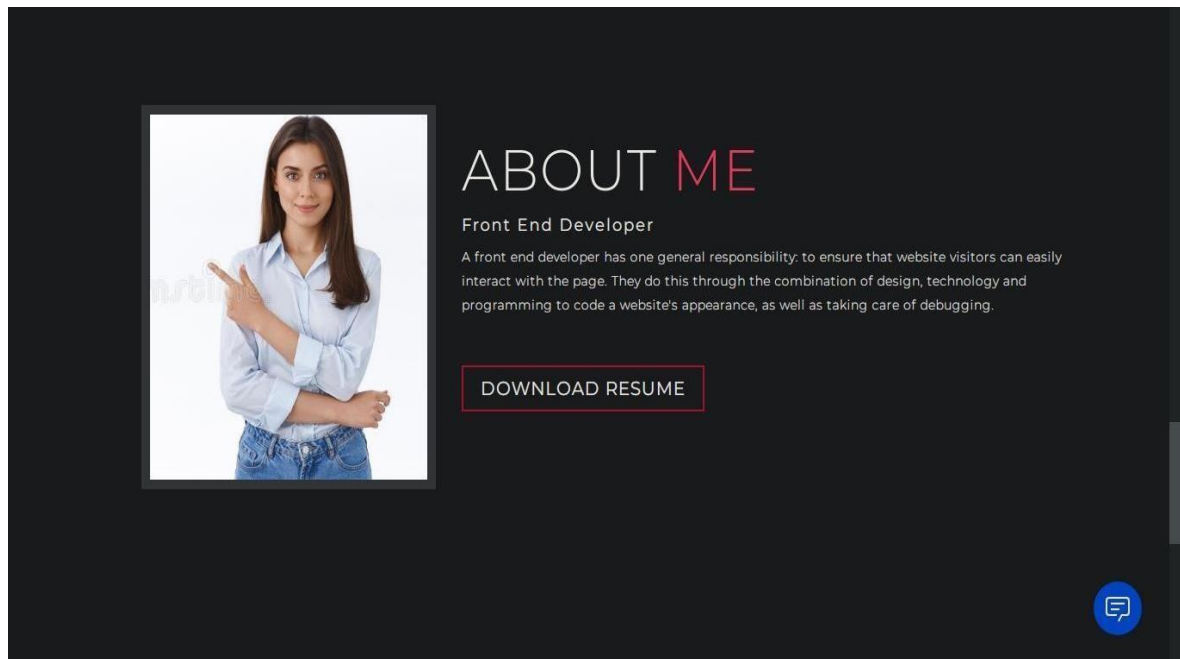 ABOUT ME
Front End Developer
A front end developer has one general responsibility: to ensure that website visitors can easily
interact with the page. They do this through the combination of design, technology and
programming to code a website's appearance, as well as taking care of debugging.
DOWNLOAD RESUME